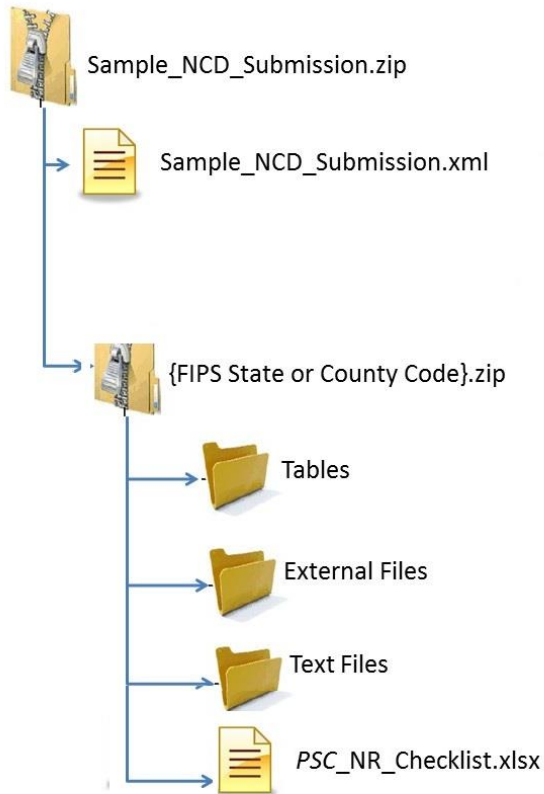 Sample_NCD_Submission.zip
Sample_NCD_Submission.xml
{FIPS State or County Code}.zip
Tables
External Files
Text Files
PSC_NR_Checklist.xlsx